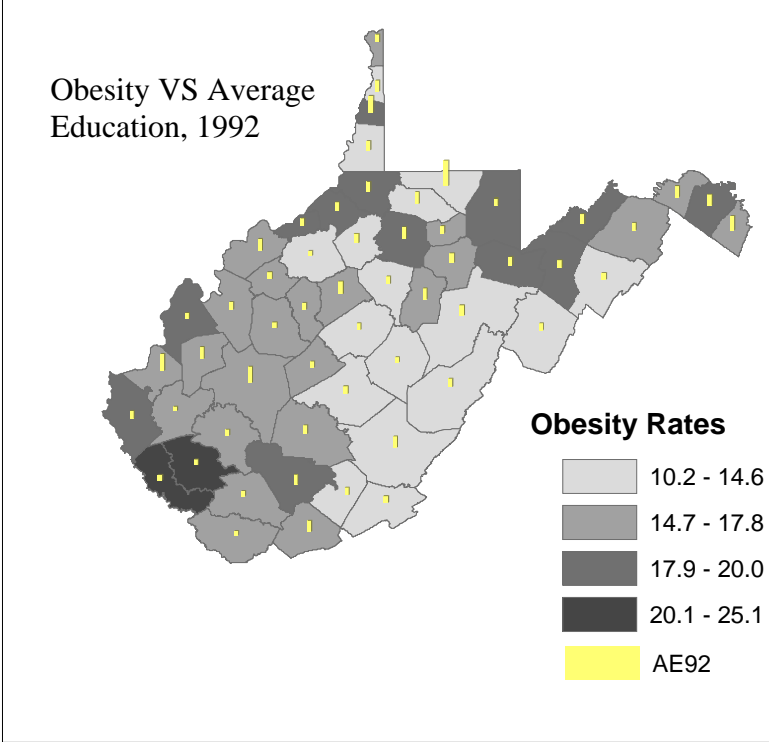 Obesity VS Average
Education, 1992
Obesity Rates
10.2 - 14.6
14.7 - 17.8
17.9 - 20.0
20.1 - 25.1
AE92